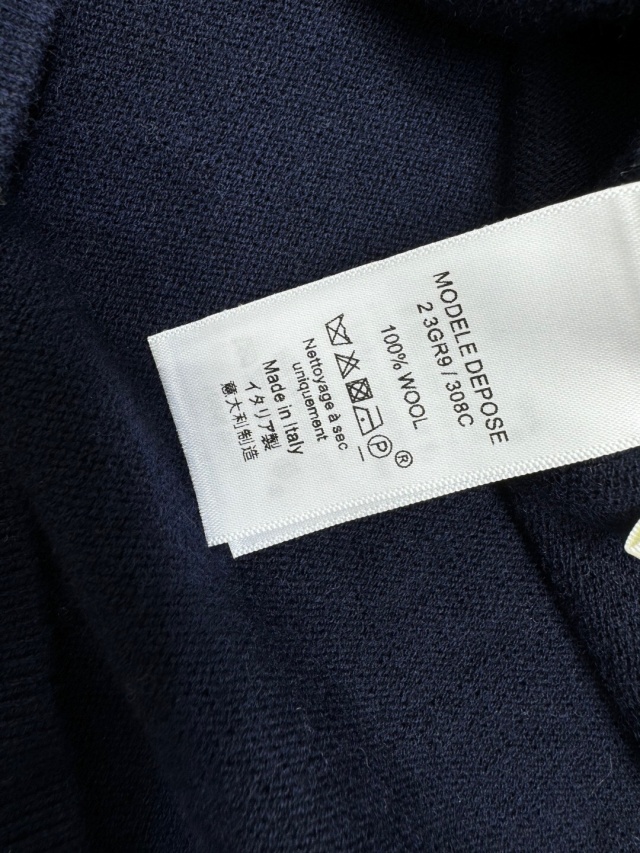 MODELE DEPOSE
2 3GR9 / 308C
100% WOOL
P ®
Nettoyage à sec
uniquement
Made in Italy
イタリア製
意大利制造